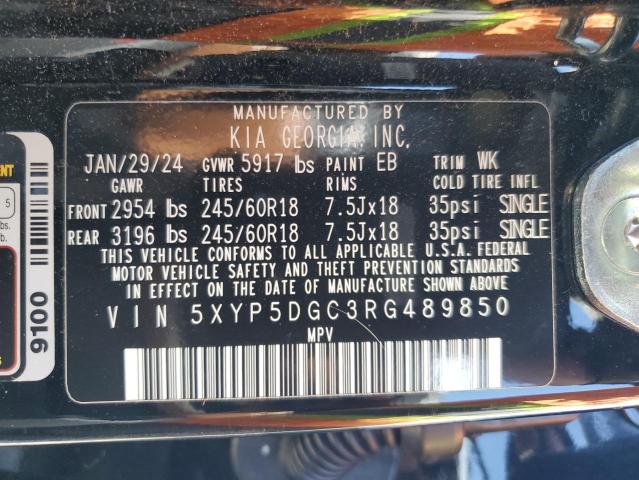 MANUFACTURED BY
KIA GEORGIA INC.
JAN/29/24 GVWR 5917 lbs PAINT EB TRIM WK
GAWR TIRES RIMS COLD TIRE INFL
FRONT 2954 lbs 245/60R18 7.5Jx18 35psi SINGLE
REAR 3196 lbs 245/60R18 7.5Jx18 35psi SINGLE
THIS VEHICLE CONFORMS TO ALL APPLICABLE U.S.A. FEDERAL
MOTOR VEHICLE SAFETY AND THEFT PREVENTION STANDARDS
IN EFFECT ON THE DATE OF MANUFACTURE SHOWN ABOVE
VIN 5XYP5DGC3RG489850
MPV
5
9100